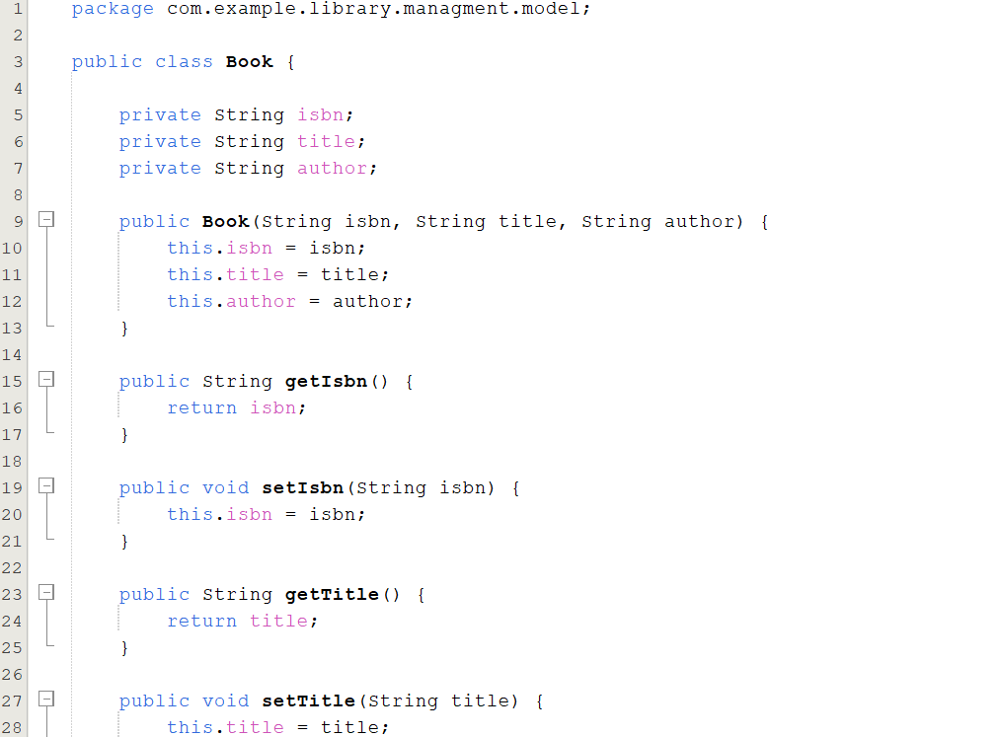 1 package com.example.library.managment.model;
2
3 public class Book {
4
5 private String isbn;
6 private String title;
7 private String author;
8
9 public Book(String isbn, String title, String author) {
10 this.isbn = isbn;
11 this.title = title;
12 this.author = author;
13 }
14
15 public String getIsbn() {
16 return isbn;
17 }
18
19 public void setIsbn(String isbn) {
20 this.isbn = isbn;
21 }
22
23 public String getTitle() {
24 return title;
25 }
26
27 public void setTitle(String title) {
28 this.title = title;